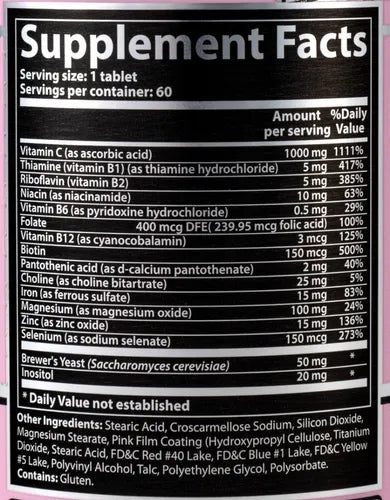 Supplement Facts
Serving size: 1 tablet
Servings per container: 60
Amount per serving %Daily Value
Vitamin C (as ascorbic acid) 1000 mg 1111%
Thiamine (vitamin B1) (as thiamine hydrochloride) 5 mg 417%
Riboflavin (vitamin B2) 5 mg 385%
Niacin (as niacinamide) 10 mg 63%
Vitamin B6 (as pyridoxine hydrochloride) 0.5 mg 29%
Folate 400 mcg DFE( 239.95 mcg folic acid) 100%
Vitamin B12 (as cyanocobalamin) 3 mcg 125%
Biotin 150 mcg 500%
Pantothenic acid (as d-calcium pantothenate) 2 mg 40%
Choline (as choline bitartrate) 25 mg 5%
Iron (as ferrous sulfate) 15 mg 83%
Magnesium (as magnesium oxide) 100 mg 24%
Zinc (as zinc oxide) 15 mg 136%
Selenium (as sodium selenate) 150 mcg 273%
Brewer's Yeast (Saccharomyces cerevisiae) 50 mg *
Inositol 20 mg *
* Daily Value not established
Other Ingredients: Stearic Acid, Croscarmellose Sodium, Silicon Dioxide,
Magnesium Stearate, Pink Film Coating (Hydroxypropyl Cellulose, Titanium
Dioxide, Stearic Acid, FD&C Red #40 Lake, FD&C Blue #1 Lake, FD&C Yellow
#5 Lake, Polyvinyl Alcohol, Talc, Polyethylene Glycol, Polysorbate.
Contains: Gluten.